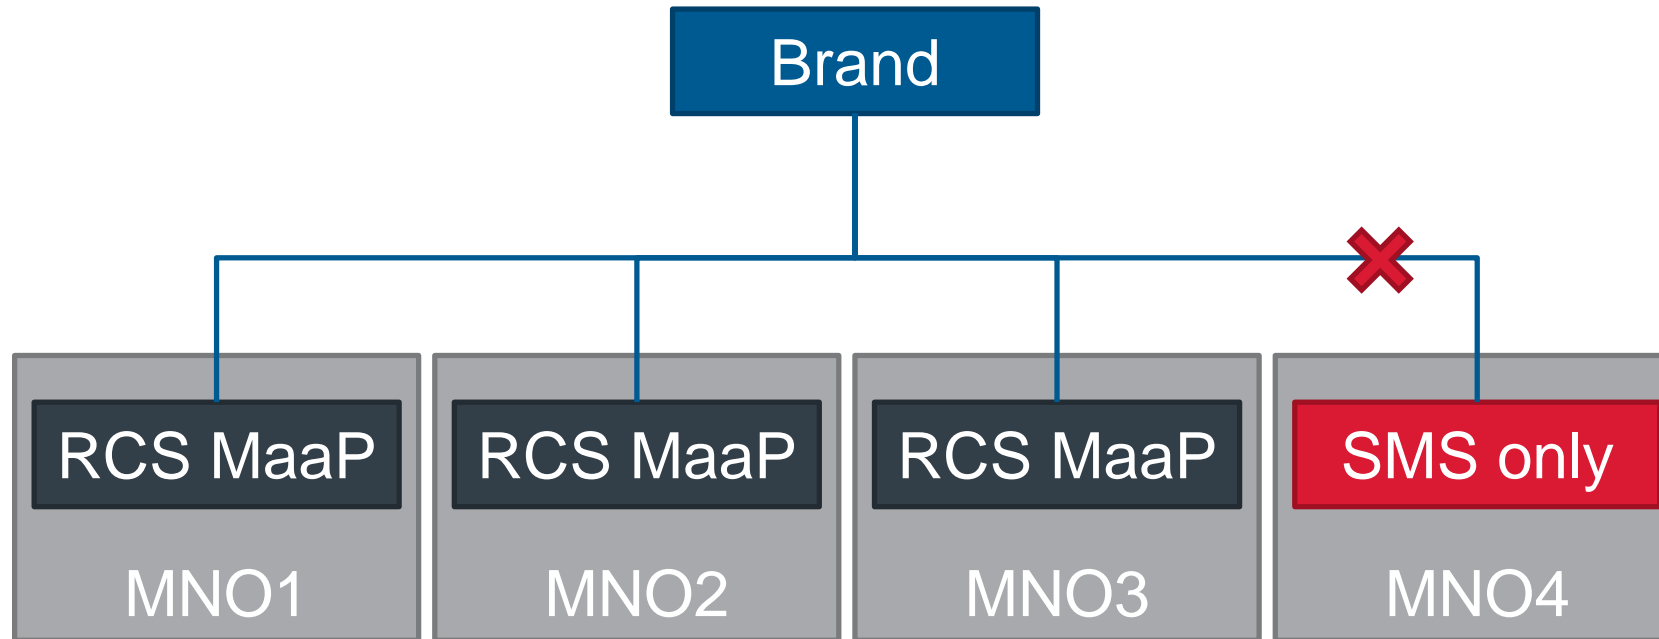 Brand
RCS MaaP
RCS MaaP
RCS MaaP
SMS only
MNO1
MNO2
MNO3
MNO4